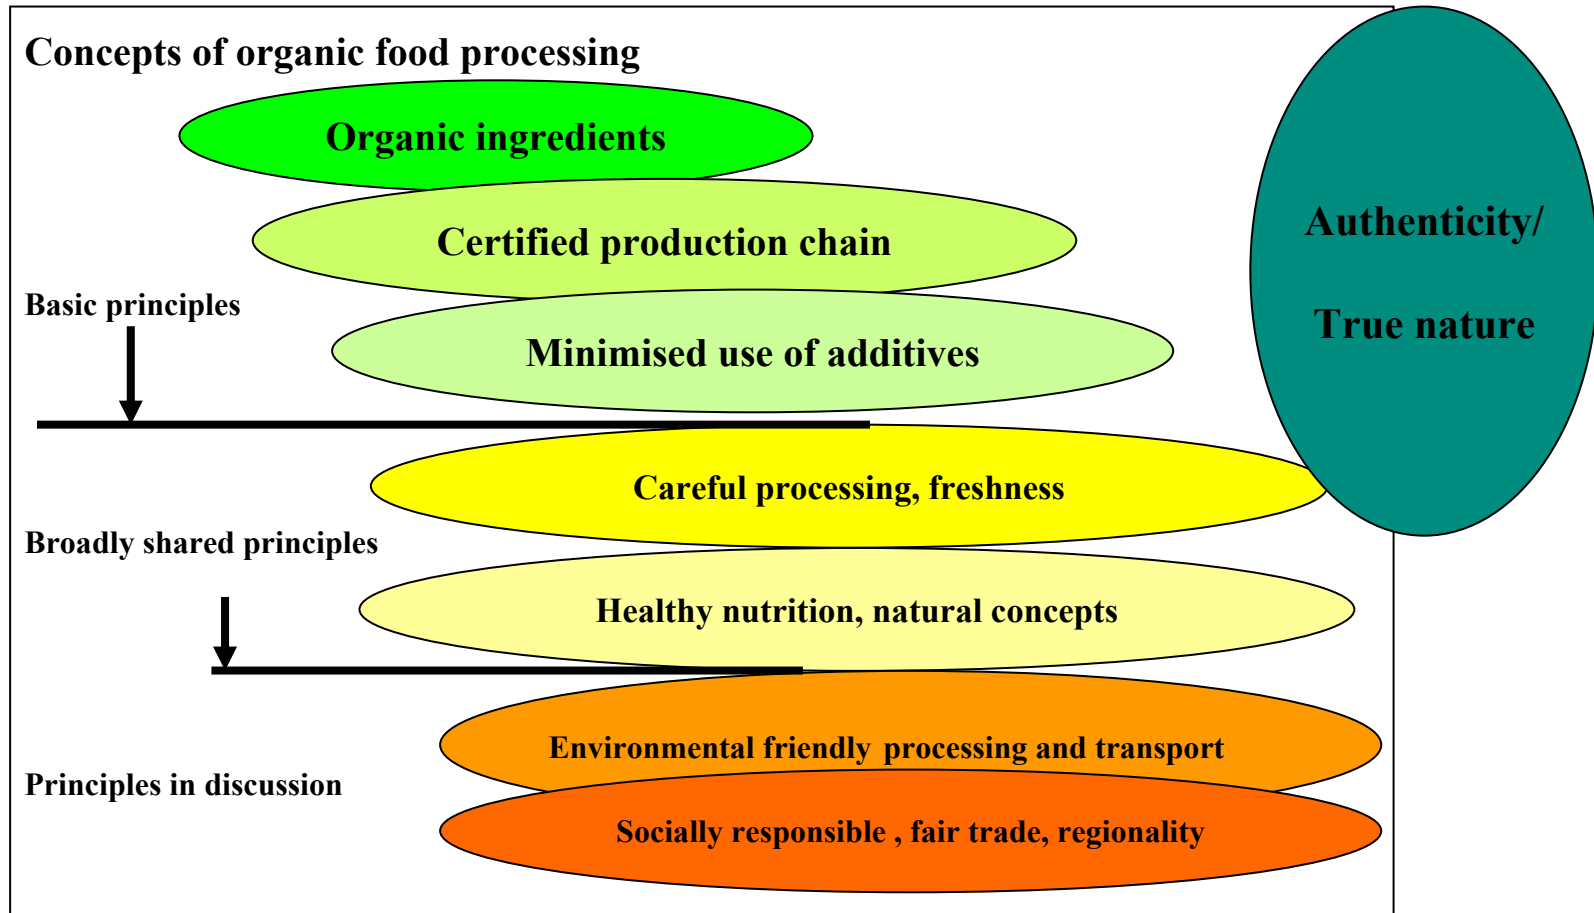 Concepts of organic food processing
Organic ingredients
Certified production chain
Authenticity/
True nature
Basic principles
Minimised use of additives
Careful processing, freshness
Broadly shared principles
Healthy nutrition, natural concepts
Environmental friendly processing and transport
Principles in discussion
Socially responsible , fair trade, regionality